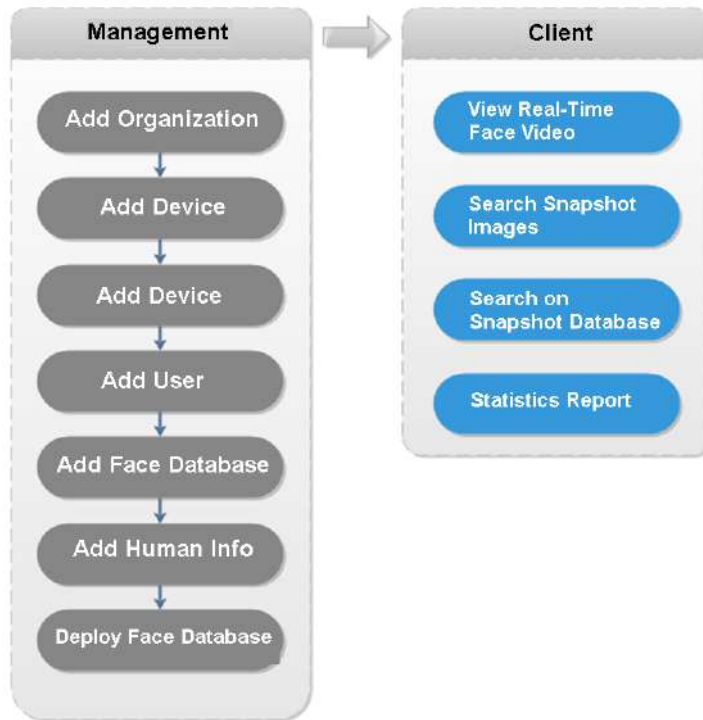 Management
Add Organization
Add Device
Add Device
Add User
Add Face Database
Add Human Info
Deploy Face Database
Client
View Real-Time
Face Video
Search Snapshot
Images
Search on
Snapshot Database
Statistics Report